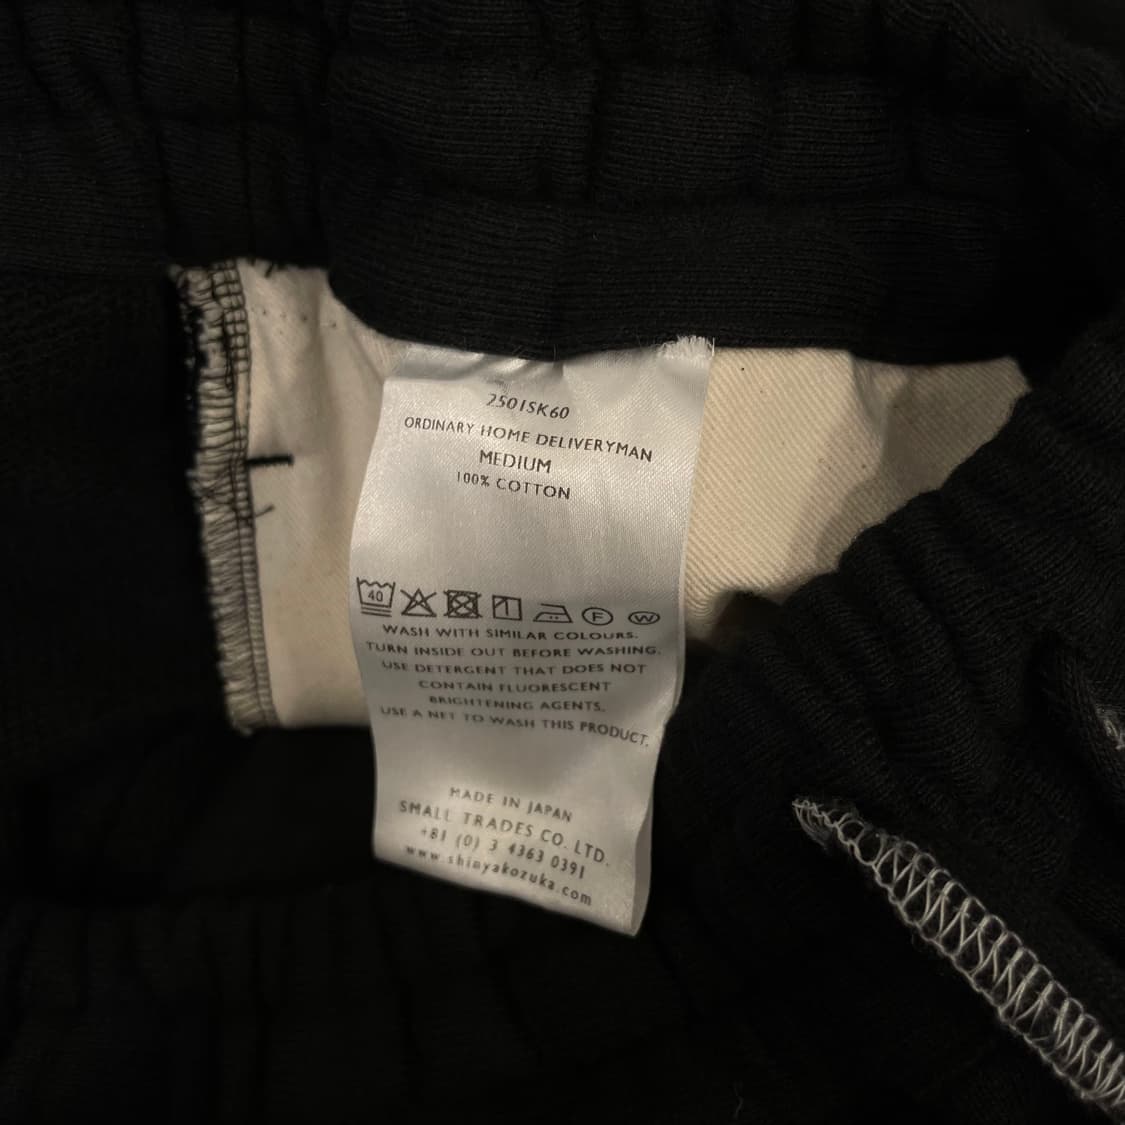 2501SK60
ORDINARY HOME DELIVERYMAN
MEDIUM
100% COTTON
40 F W
WASH WITH SIMILAR COLOURS.
TURN INSIDE OUT BEFORE WASHING.
USE DETERGENT THAT DOES NOT
CONTAIN FLUORESCENT
BRIGHTENING AGENTS.
USE A NET TO WASH THIS PRODUCT.
MADE IN JAPAN
SMALL TRADES CO. LTD.
+81 (0) 3 4363 0391
www.shinyakozuka.com